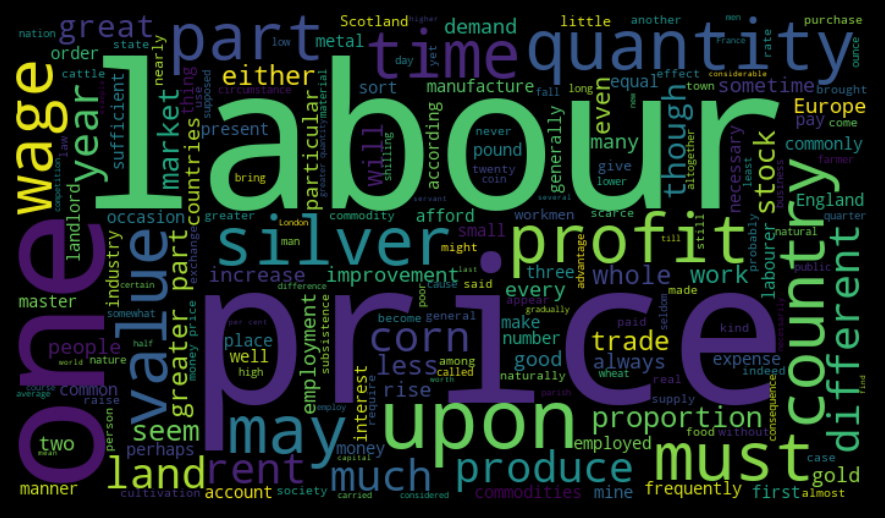 Scotland little another purchase
nation great part time demand quantity
higher men low metal yet France rate ounce
order state nearly day
cattle either sort manufacture equal effect considerable sometime brought
wage year sufficient market thing circumstance supposed use fall long town Europe
law present labour will according pound never generally many even new though necessary stock pay come
countries particular material greater quantity shilling twenty give lower altogether least business commonly farmer
competition bring coin
landlord occasion greater servant several scarce England
one industry exchange London commodity afford workmen still probably quarter
silver man small profit labourer natural
value might till advantage public country different
master certain increase improvement last said three whole work
somewhat difference cause every appear made seldom
people money price per cent poor gradually become general make paid kind indeed necessarily
price corn
nature place employment subsistence number trade always expense
half well less among good
common world high called naturally wheat real
average course raise interest rise employ worth parish supply find
greater part require proportion consequence
two person seem may upon food without must
perhaps money employed case
mean land rent much capital produce mine gold
manner cultivation account society carried considered commodities frequently first almost